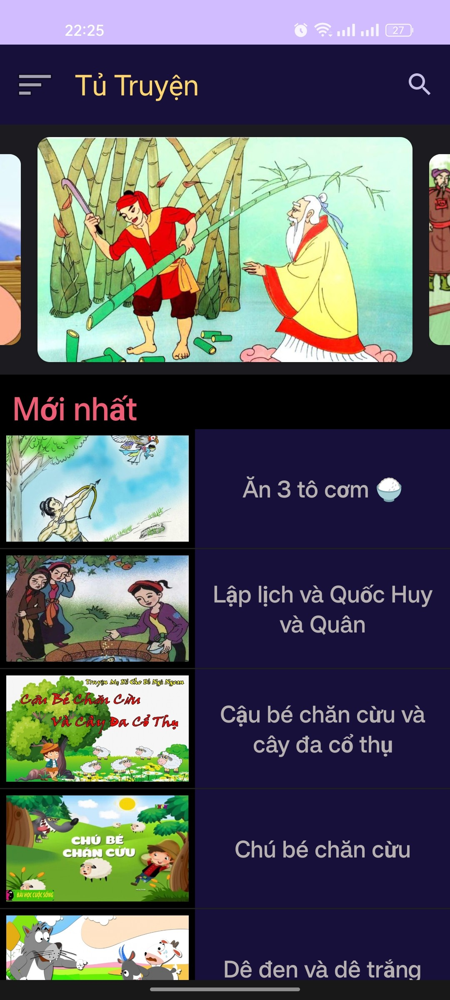 22:25
27
Tủ Truyện
Mới nhất
Ăn 3 tô cơm
Lập lịch và Quốc Huy
và Quân
Truyện Mẹ Kể Cho Bé Ngủ Ngoan
Cậu Bé Chăn Cừu
Và Cây Đa Cổ Thụ
Cậu bé chăn cừu và
cây đa cổ thụ
CHÚ BÉ
CHĂN CỪU
BÀI HỌC CUỘC SỐNG
Chú bé chăn cừu
Dê đen và dê trắng